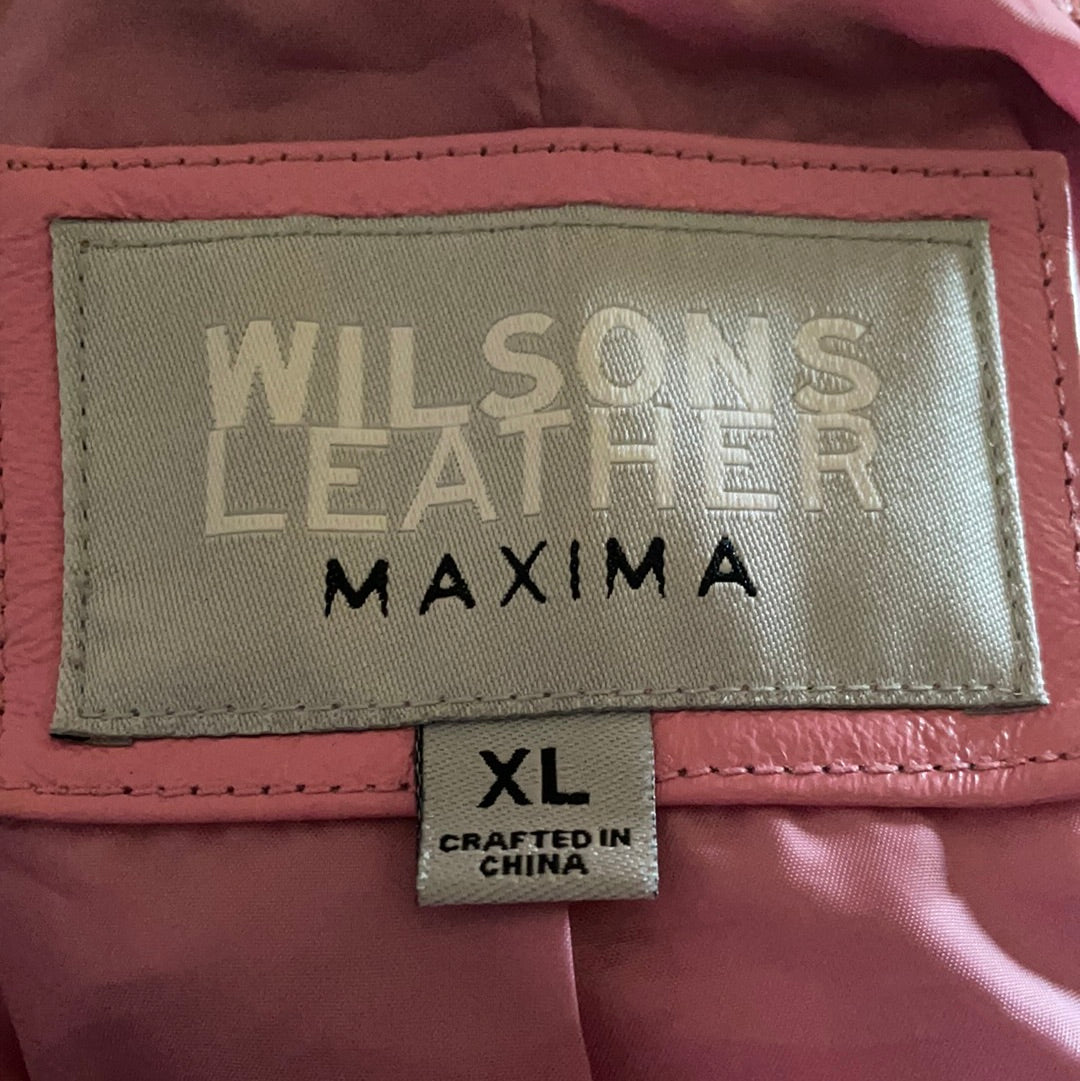 WILSONS
LEATHER
MAXIMA
XL
CRAFTED IN
CHINA